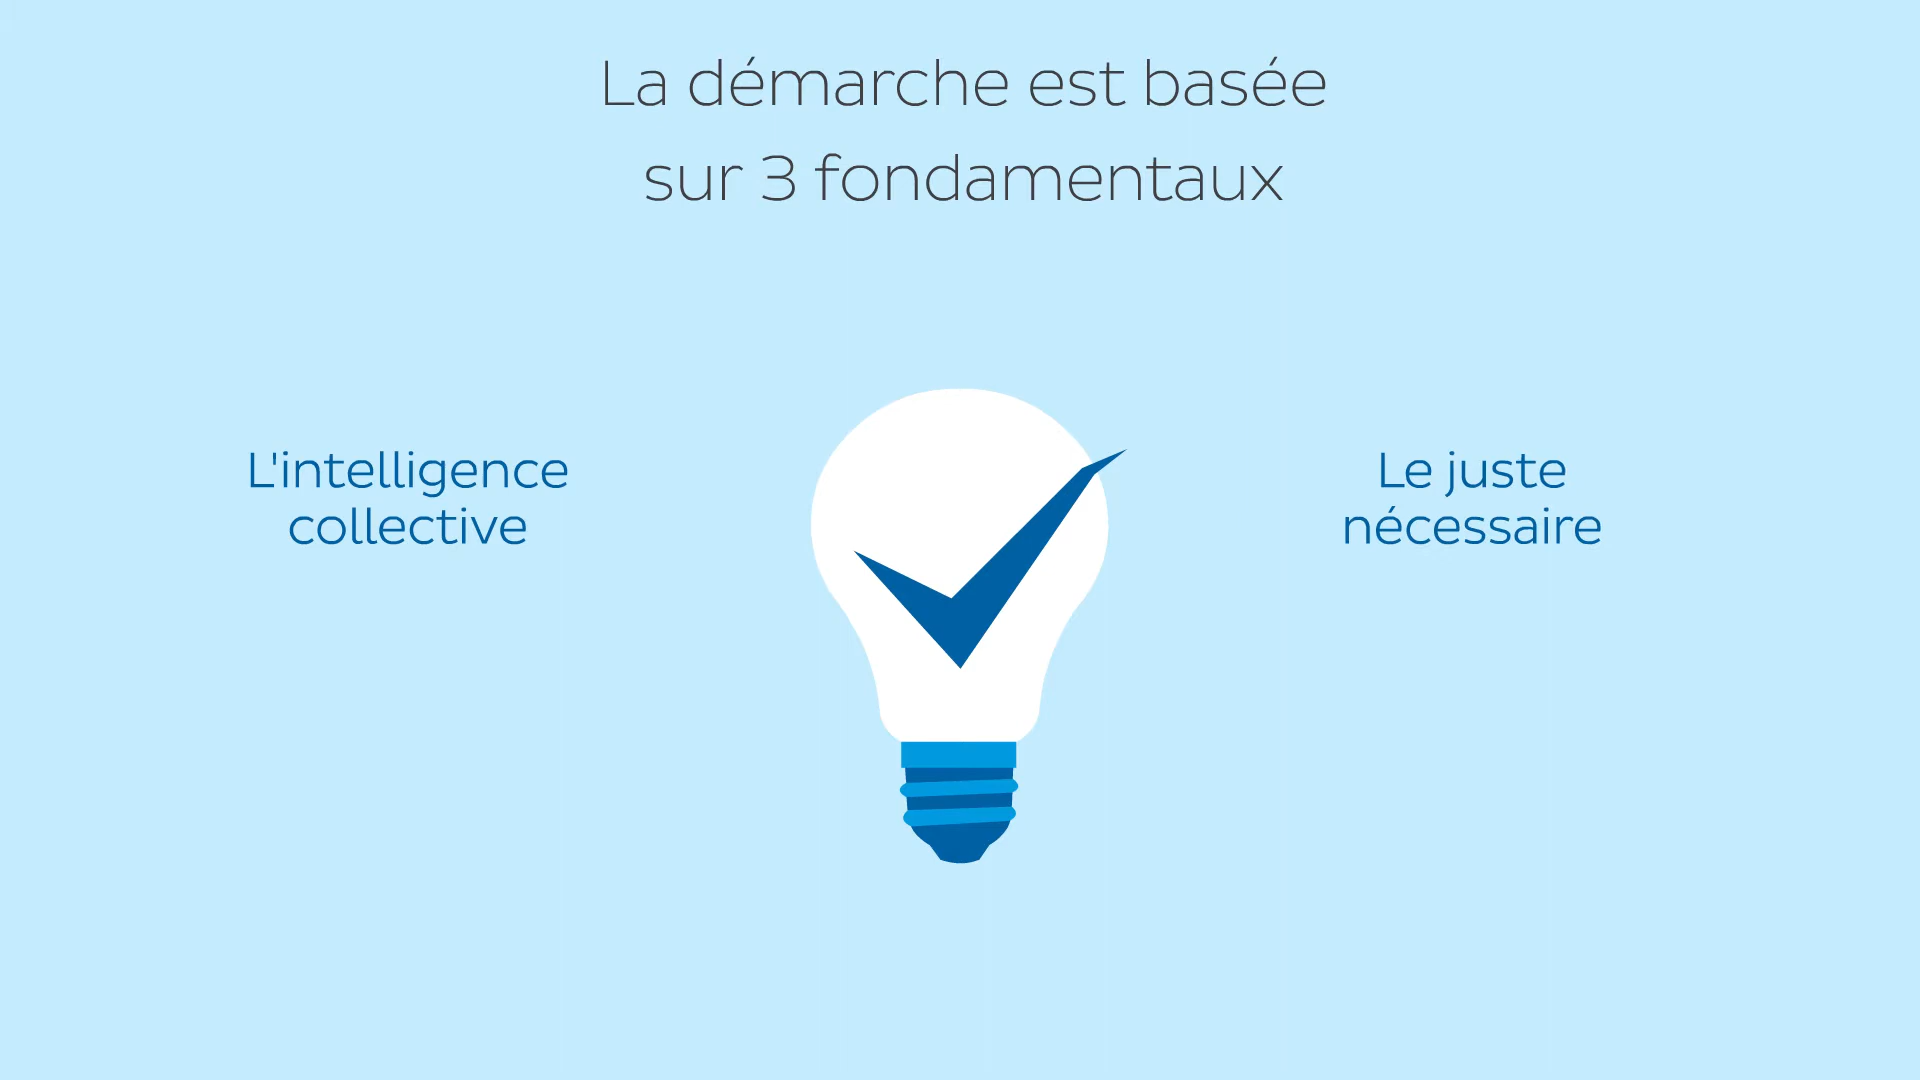 La démarche est basée
sur 3 fondamentaux
L'intelligence
collective
Le juste
nécessaire